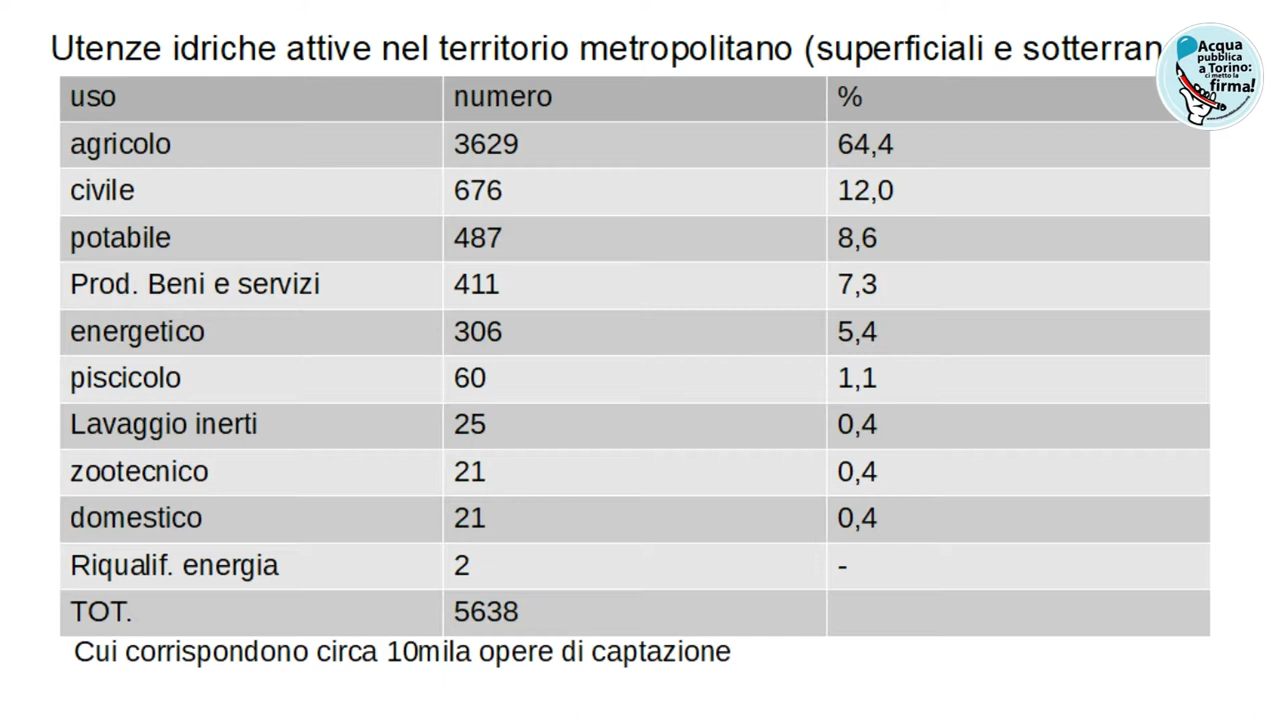 Utenze idriche attive nel territorio metropolitano (superficiali e sotterran
Acqua
pubblica
a Torino:
ci metto la
firma!
uso numero %
agricolo 3629 64,4
civile 676 12,0
potabile 487 8,6
Prod. Beni e servizi 411 7,3
energetico 306 5,4
piscicolo 60 1,1
Lavaggio inerti 25 0,4
zootecnico 21 0,4
domestico 21 0,4
Riqualif. energia 2 -
TOT. 5638
Cui corrispondono circa 10mila opere di captazione